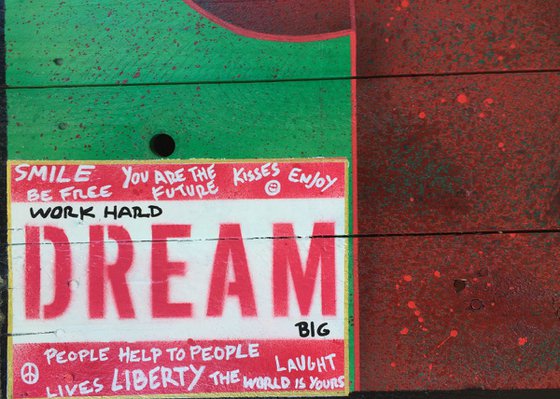 SMILE YOU ARE THE KISSES ENJOY
BE FREE FUTURE
WORK HARD
DREAM
BIG
PEOPLE HELP TO PEOPLE LAUGHT
LIVES LIBERTY THE WORLD IS YOURS